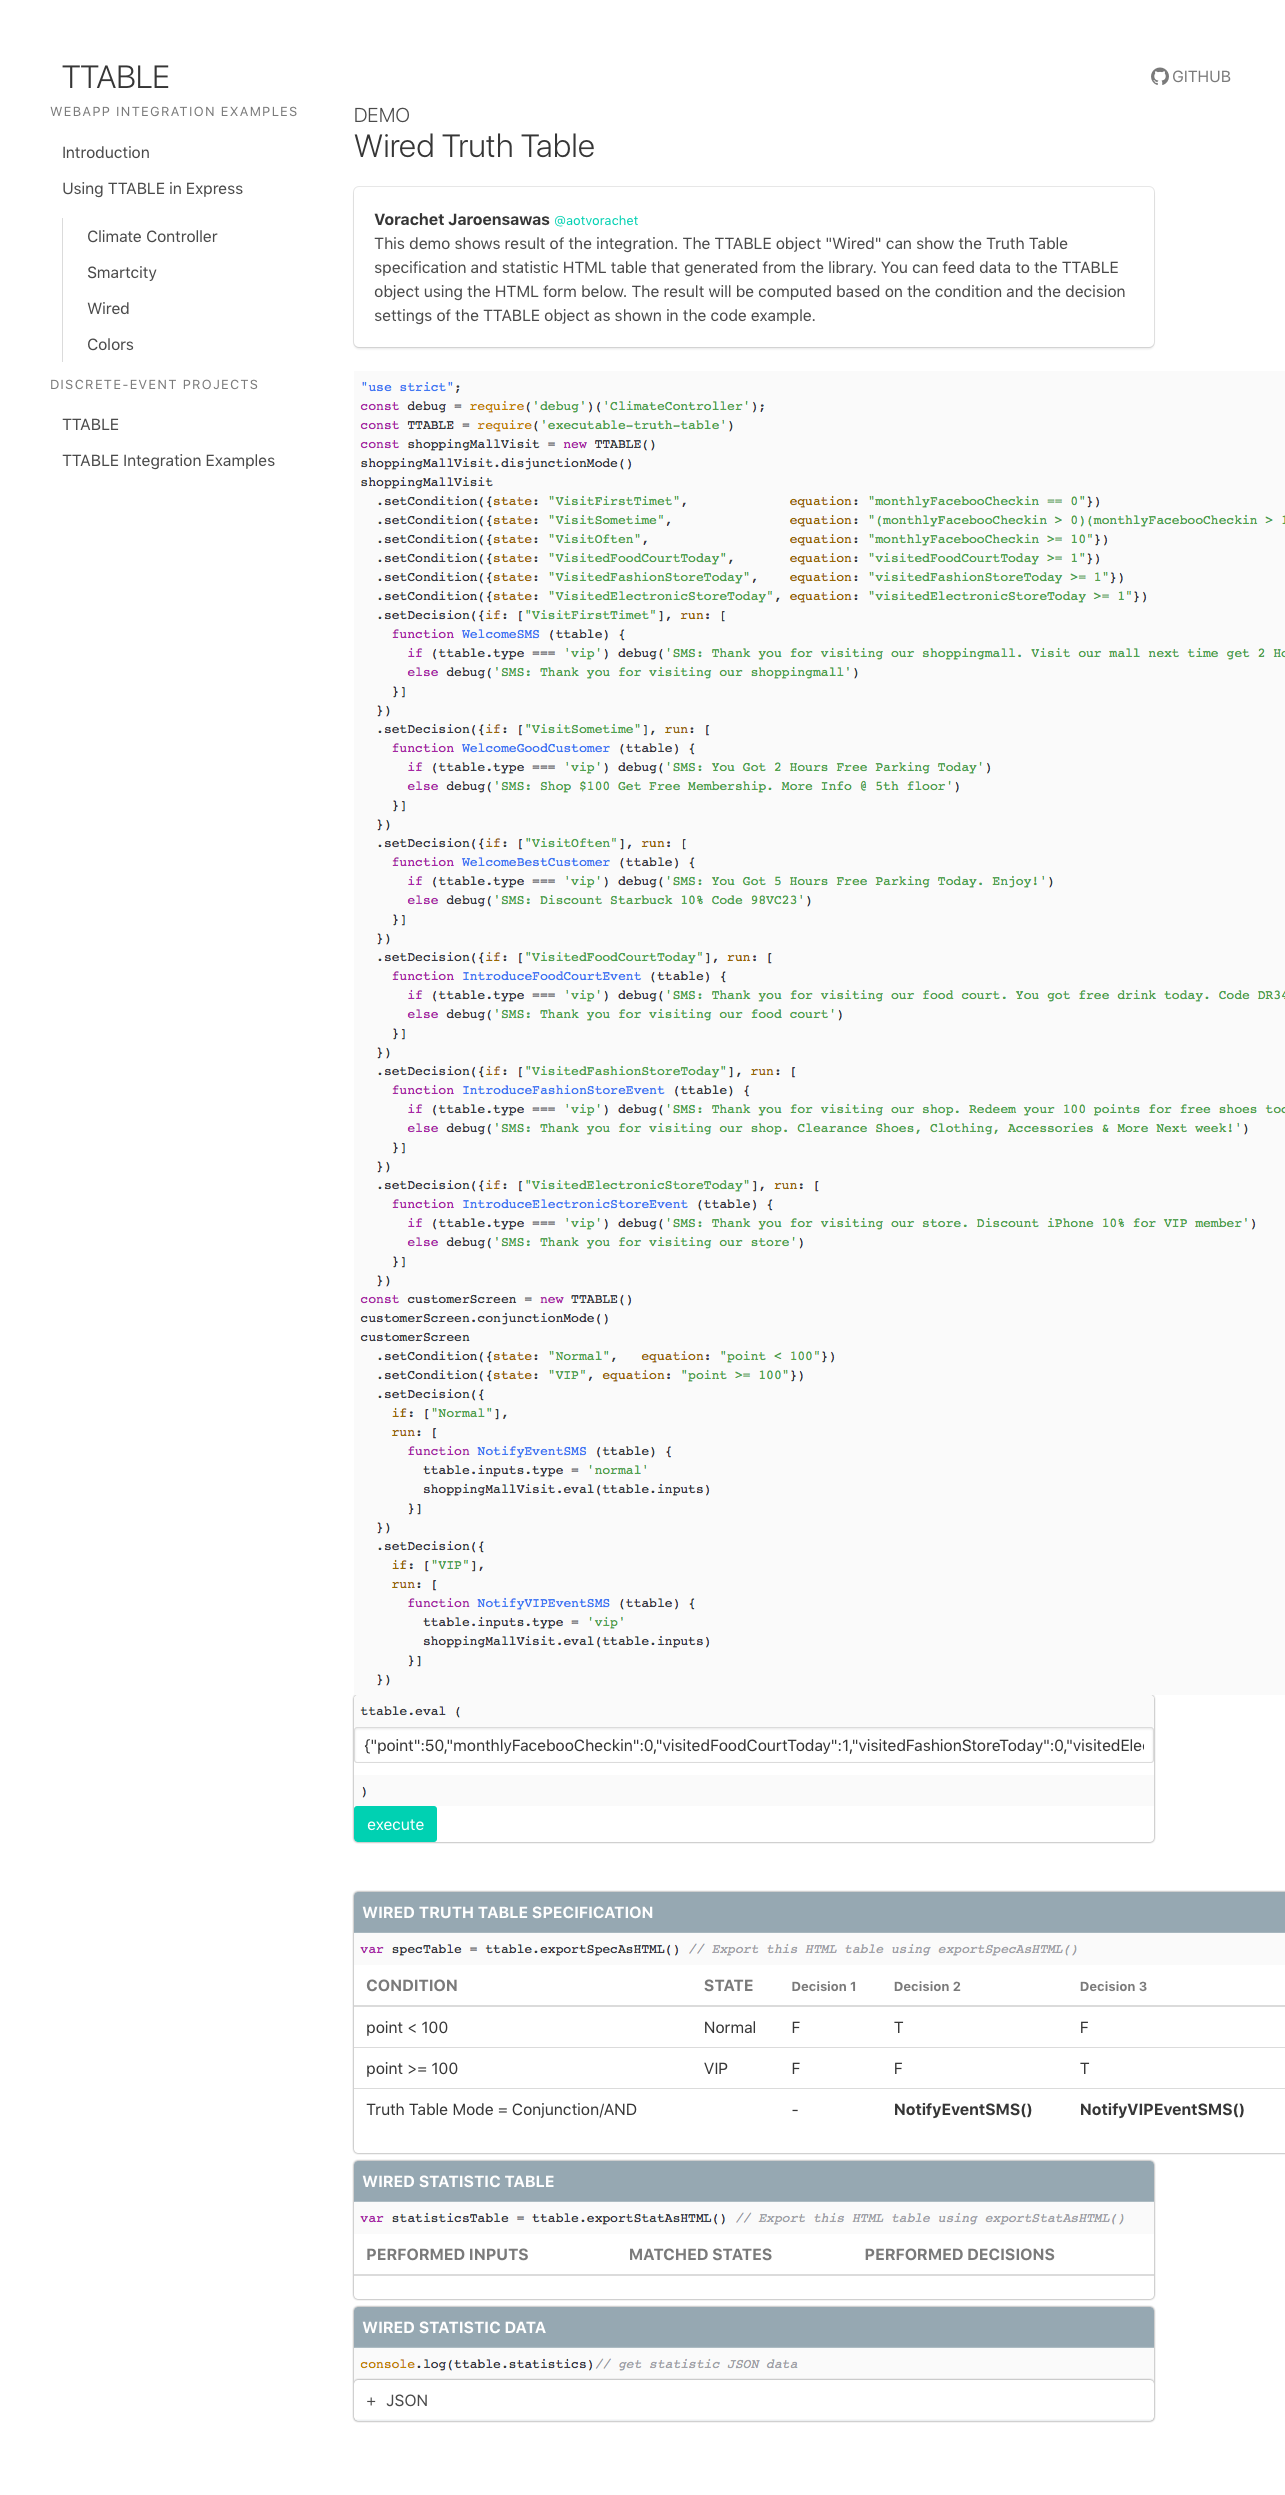 TTABLE
GITHUB
WEBAPP INTEGRATION EXAMPLES
Introduction
Using TTABLE in Express
Climate Controller
Smartcity
Wired
Colors
DISCRETE-EVENT PROJECTS
TTABLE
TTABLE Integration Examples
DEMO
Wired Truth Table
Vorachet Jaroensawas @aotvorachet
This demo shows result of the integration. The TTABLE object "Wired" can show the Truth Table
specification and statistic HTML table that generated from the library. You can feed data to the TTABLE
object using the HTML form below. The result will be computed based on the condition and the decision
settings of the TTABLE object as shown in the code example.
"use strict";
const debug = require('debug')('ClimateController');
const TTABLE = require('executable-truth-table')
const shoppingMallVisit = new TTABLE()
shoppingMallVisit.disjunctionMode()
shoppingMallVisit
.setCondition({state: "VisitFirstTimet", equation: "monthlyFacebooCheckin == 0"})
.setCondition({state: "VisitSometime", equation: "(monthlyFacebooCheckin > 0)(monthlyFacebooCheckin >
.setCondition({state: "VisitOften", equation: "monthlyFacebooCheckin >= 10"})
.setCondition({state: "VisitedFoodCourtToday", equation: "visitedFoodCourtToday >= 1"})
.setCondition({state: "VisitedFashionStoreToday", equation: "visitedFashionStoreToday >= 1"})
.setCondition({state: "VisitedElectronicStoreToday", equation: "visitedElectronicStoreToday >= 1"})
.setDecision({if: ["VisitFirstTimet"], run: [
function WelcomeSMS (ttable) {
if (ttable.type === 'vip') debug('SMS: Thank you for visiting our shoppingmall. Visit our mall next time get 2 Ho
else debug('SMS: Thank you for visiting our shoppingmall')
}]
})
.setDecision({if: ["VisitSometime"], run: [
function WelcomeGoodCustomer (ttable) {
if (ttable.type === 'vip') debug('SMS: You Got 2 Hours Free Parking Today')
else debug('SMS: Shop $100 Get Free Membership. More Info @ 5th floor')
}]
})
.setDecision({if: ["VisitOften"], run: [
function WelcomeBestCustomer (ttable) {
if (ttable.type === 'vip') debug('SMS: You Got 5 Hours Free Parking Today. Enjoy!')
else debug('SMS: Discount Starbuck 10% Code 98VC23')
}]
})
.setDecision({if: ["VisitedFoodCourtToday"], run: [
function IntroduceFoodCourtEvent (ttable) {
if (ttable.type === 'vip') debug('SMS: Thank you for visiting our food court. You got free drink today. Code DR34
else debug('SMS: Thank you for visiting our food court')
}]
})
.setDecision({if: ["VisitedFashionStoreToday"], run: [
function IntroduceFashionStoreEvent (ttable) {
if (ttable.type === 'vip') debug('SMS: Thank you for visiting our shop. Redeem your 100 points for free shoes tod
else debug('SMS: Thank you for visiting our shop. Clearance Shoes, Clothing, Accessories & More Next week!')
}]
})
.setDecision({if: ["VisitedElectronicStoreToday"], run: [
function IntroduceElectronicStoreEvent (ttable) {
if (ttable.type === 'vip') debug('SMS: Thank you for visiting our store. Discount iPhone 10% for VIP member')
else debug('SMS: Thank you for visiting our store')
}]
})
const customerScreen = new TTABLE()
customerScreen.conjunctionMode()
customerScreen
.setCondition({state: "Normal", equation: "point < 100"})
.setCondition({state: "VIP", equation: "point >= 100"})
.setDecision({
if: ["Normal"],
run: [
function NotifyEventSMS (ttable) {
ttable.inputs.type = 'normal'
shoppingMallVisit.eval(ttable.inputs)
}]
})
.setDecision({
if: ["VIP"],
run: [
function NotifyVIPEventSMS (ttable) {
ttable.inputs.type = 'vip'
shoppingMallVisit.eval(ttable.inputs)
}]
})
ttable.eval (
{"point":50,"monthlyFacebooCheckin":0,"visitedFoodCourtToday":1,"visitedFashionStoreToday":0,"visitedElec
)
execute
WIRED TRUTH TABLE SPECIFICATION
var specTable = ttable.exportSpecAsHTML() // Export this HTML table using exportSpecAsHTML()
CONDITION STATE Decision 1 Decision 2 Decision 3
point < 100 Normal F T F
point >= 100 VIP F F T
Truth Table Mode = Conjunction/AND - NotifyEventSMS() NotifyVIPEventSMS()
WIRED STATISTIC TABLE
var statisticsTable = ttable.exportStatAsHTML() // Export this HTML table using exportStatAsHTML()
PERFORMED INPUTS MATCHED STATES PERFORMED DECISIONS
WIRED STATISTIC DATA
console.log(ttable.statistics)// get statistic JSON data
+ JSON